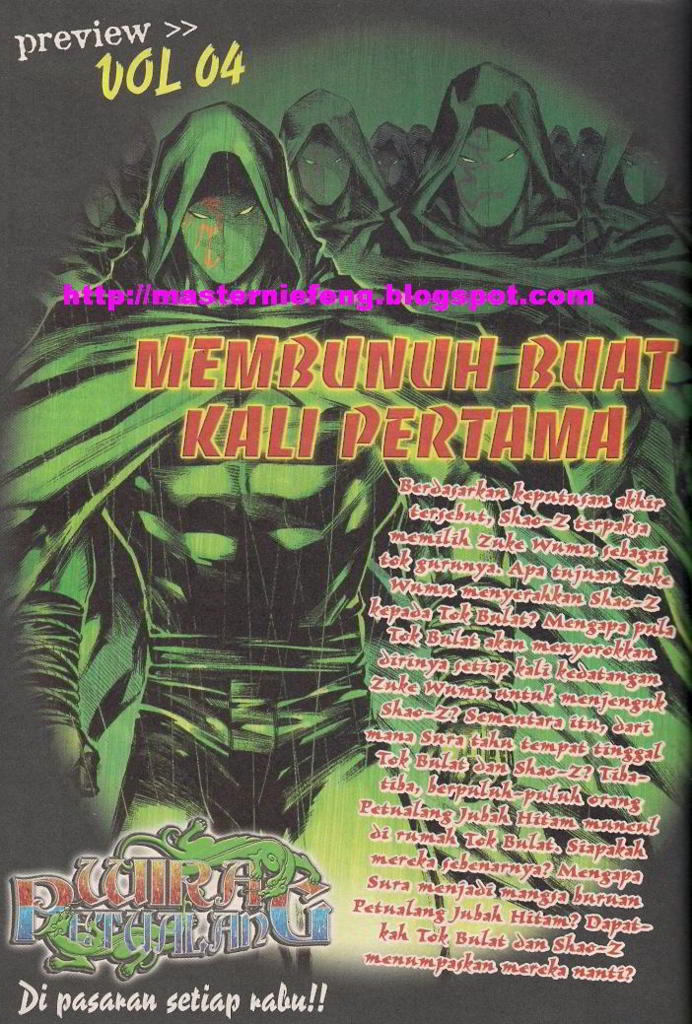 preview >>
VOL 04
http://masterniefeng.blogspot.com
MEMBUNUH BUAT
KALI PERTAMA
Berdasarkan keputusan akhir
tersebut, Shao-Z terpaksa
memilih Zuke Wumu sebagai
tok gurunya. Apa tujuan Zuke
Wumu menyerahkan Shao-Z
kepada Tok Bulat? Mengapa pula
Tok Bulat akan menyorokkan
dirinya setiap kali kedatangan
Zuke Wumu untuk menjenguk
Shao-Z? Sementara itu, dari
mana Sura tahu tempat tinggal
Tok Bulat dan Shao-Z? Tiba-
tiba, berpuluh-puluh orang
Petualang Jubah Hitam muncul
di rumah Tok Bulat. Siapakah
mereka sebenarnya? Mengapa
Sura menjadi mangsa buruan
Petualang Jubah Hitam? Dapat-
kah Tok Bulat dan Shao-Z
menumpaskan mereka nanti?
WIRA
PETUALANG
Di pasaran setiap rabu!!